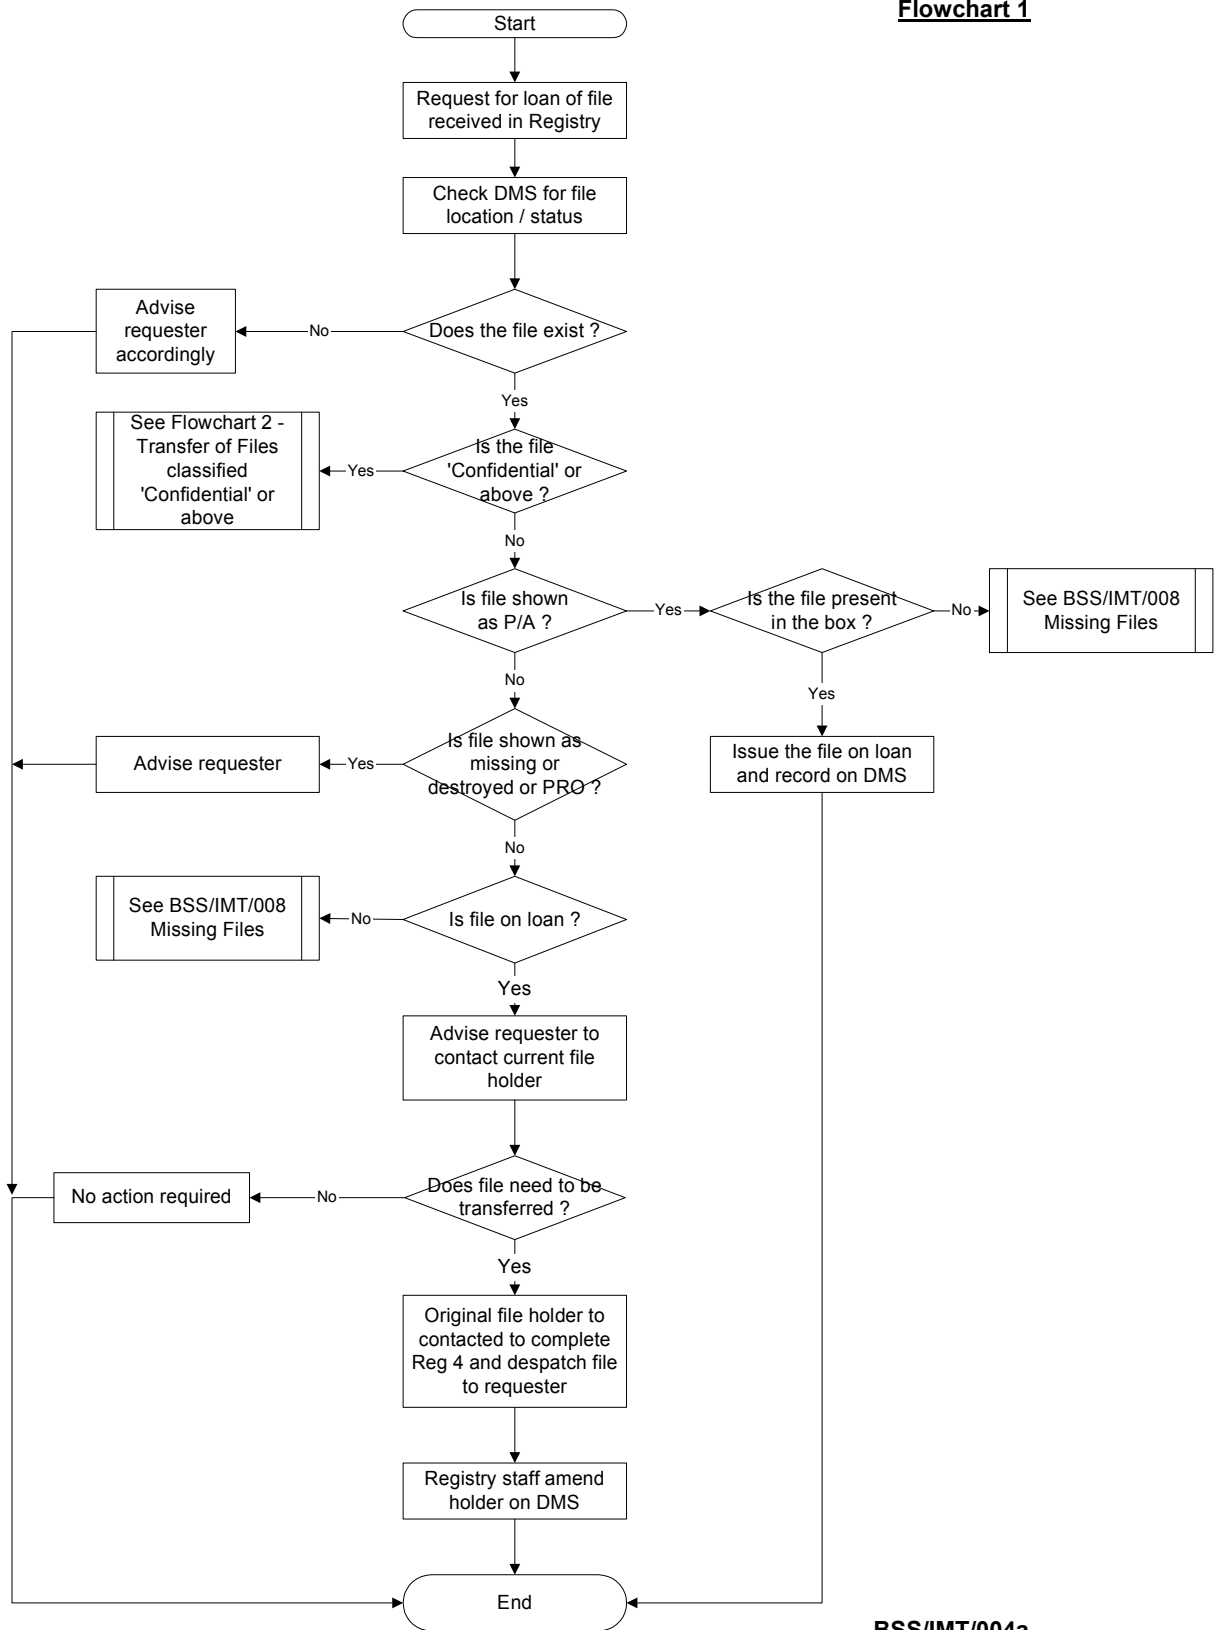 Flowchart 1
Start
Request for loan of file
received in Registry
Check DMS for file
location / status
Does the file exist ?
No
Advise
requester
accordingly
Yes
Is the file
'Confidential' or
above ?
Yes
See Flowchart 2 -
Transfer of Files
classified
'Confidential' or
above
No
Is file shown
as P/A ?
Yes
Is the file present
in the box ?
No
See BSS/IMT/008
Missing Files
Yes
Issue the file on loan
and record on DMS
No
Is file shown as
missing or
destroyed or PRO ?
Yes
Advise requester
No
Is file on loan ?
No
See BSS/IMT/008
Missing Files
Yes
Advise requester to
contact current file
holder
Does file need to be
transferred ?
No
No action required
Yes
Original file holder to
contacted to complete
Reg 4 and despatch file
to requester
Registry staff amend
holder on DMS
End
BSS/IMT/004a